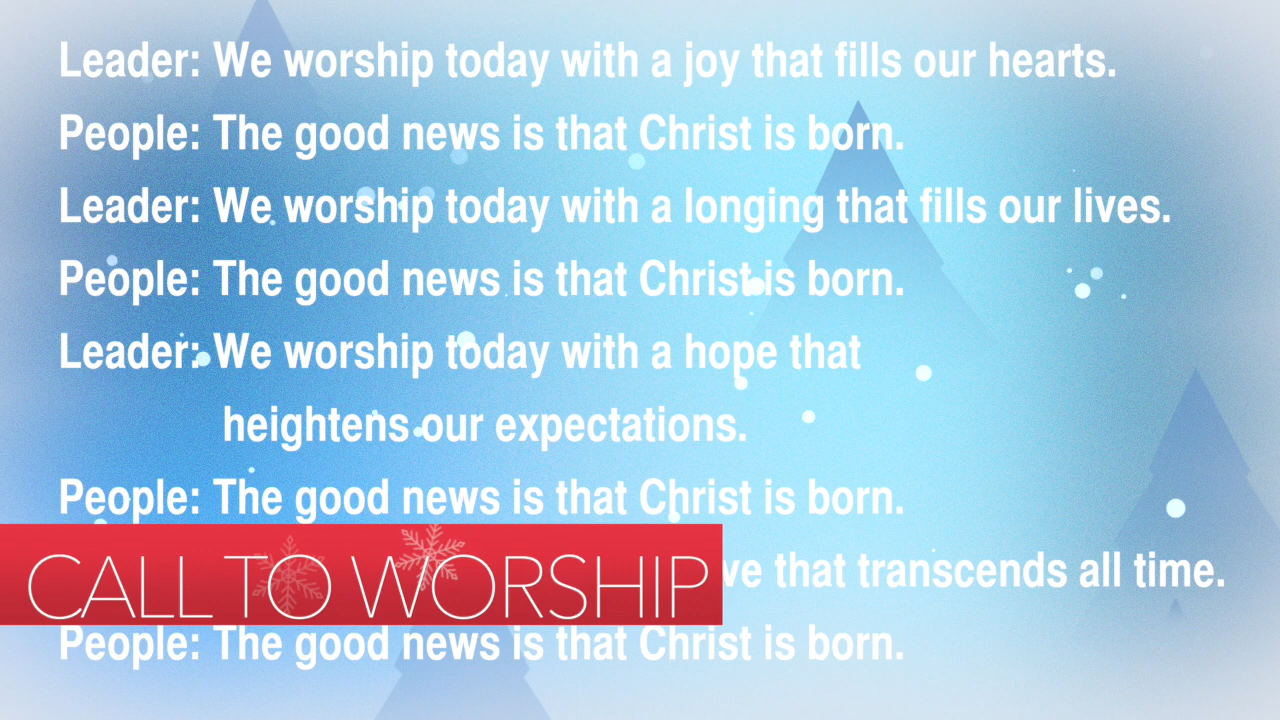 Leader: We worship today with a joy that fills our hearts.
People: The good news is that Christ is born.
Leader: We worship today with a longing that fills our lives.
People: The good news is that Christ is born.
Leader: We worship today with a hope that
heightens our expectations.
People: The good news is that Christ is born.
CALL TO WORSHIP
that transcends all time.
People: The good news is that Christ is born.